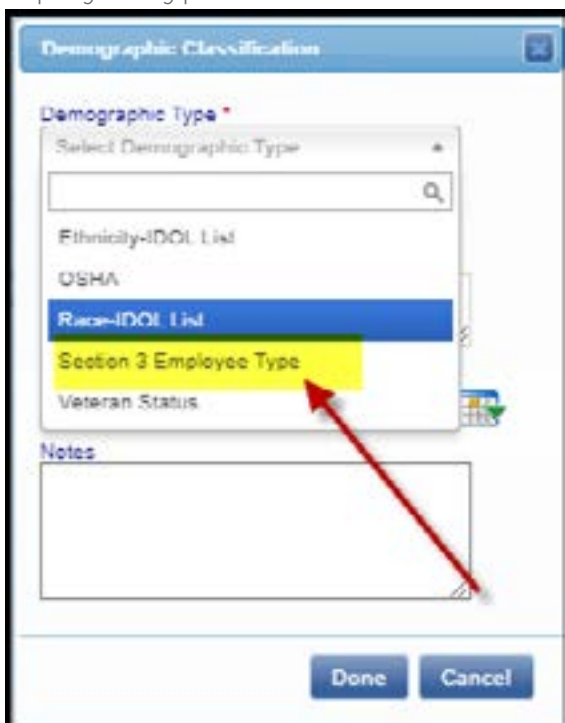 Demographic Classification
Demographic Type *
Select Demographic Type
Ethnicity-IDOL List
OSHA
Race-IDOL List
Section 3 Employee Type
Veteran Status
Notes
Done
Cancel